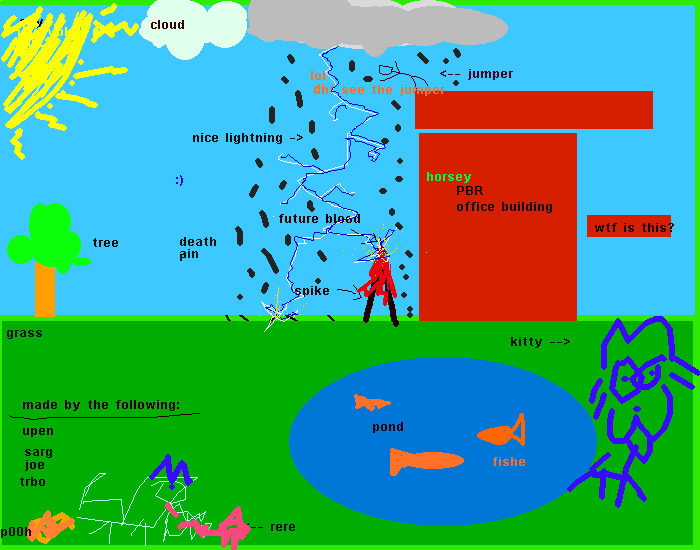 cloud
lol
<-- jumper
dh, see the jumper
nice lightning ->
horsey
:)
PBR
office building
future blood
wtf is this?
tree
death
pin
spike
grass
kitty -->
made by the following:
pond
upen
sarg
fishe
joe
trbo
p00h
<-- rere